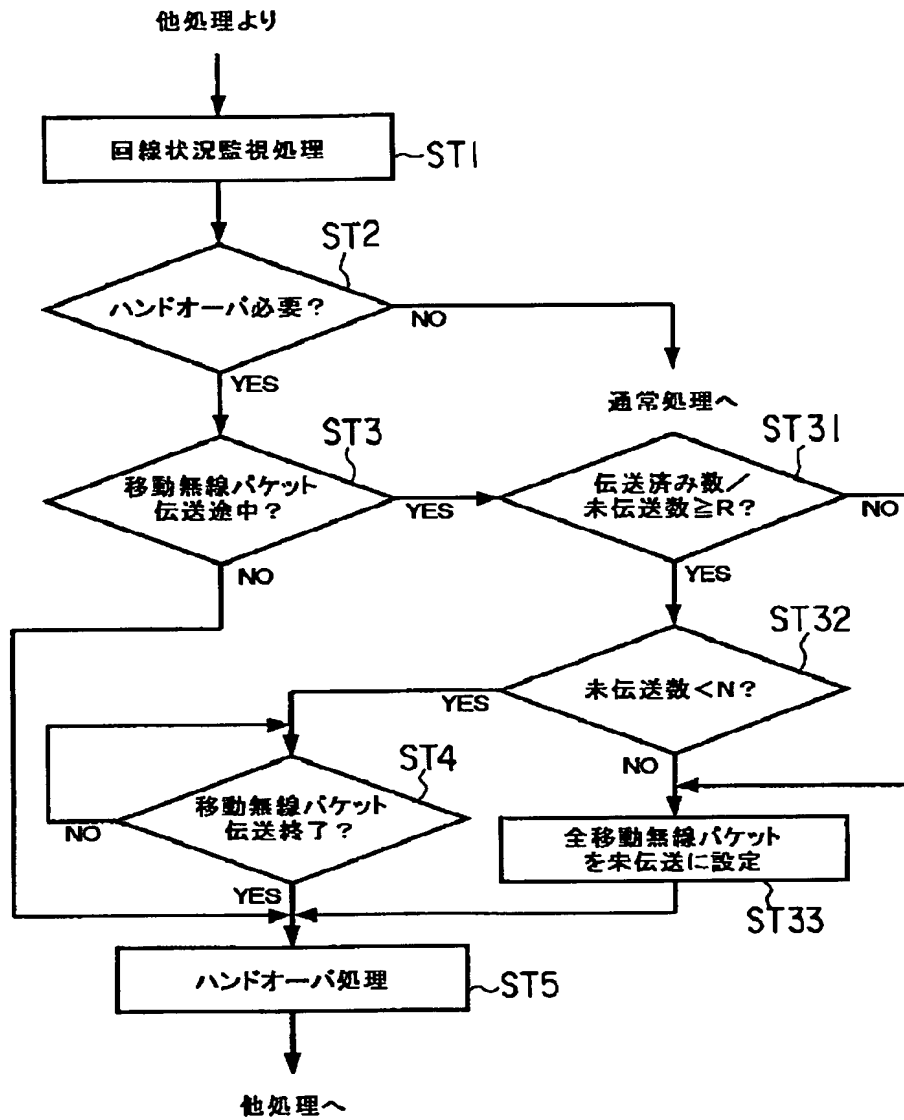 他処理より
回線状況監視処理
ST1
ST2
ハンドオーバ必要?
NO
YES
通常処理へ
ST3
移動無線パケット
伝送途中?
YES
NO
ST31
伝送済み数/
未伝送数≧R?
NO
YES
ST32
未伝送数<N?
YES
NO
ST4
移動無線パケット
伝送終了?
NO
YES
全移動無線パケット
を未伝送に設定
ST33
ハンドオーバ処理
ST5
他処理へ